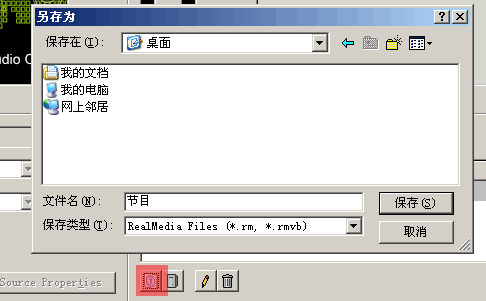 另存为
保存在(I):
桌面
udio C
我的文档
我的电脑
网上邻居
文件名(N):
节目
保存(S)
保存类型(T):
RealMedia Files (*.rm, *.rmvb)
取消
Source Properties